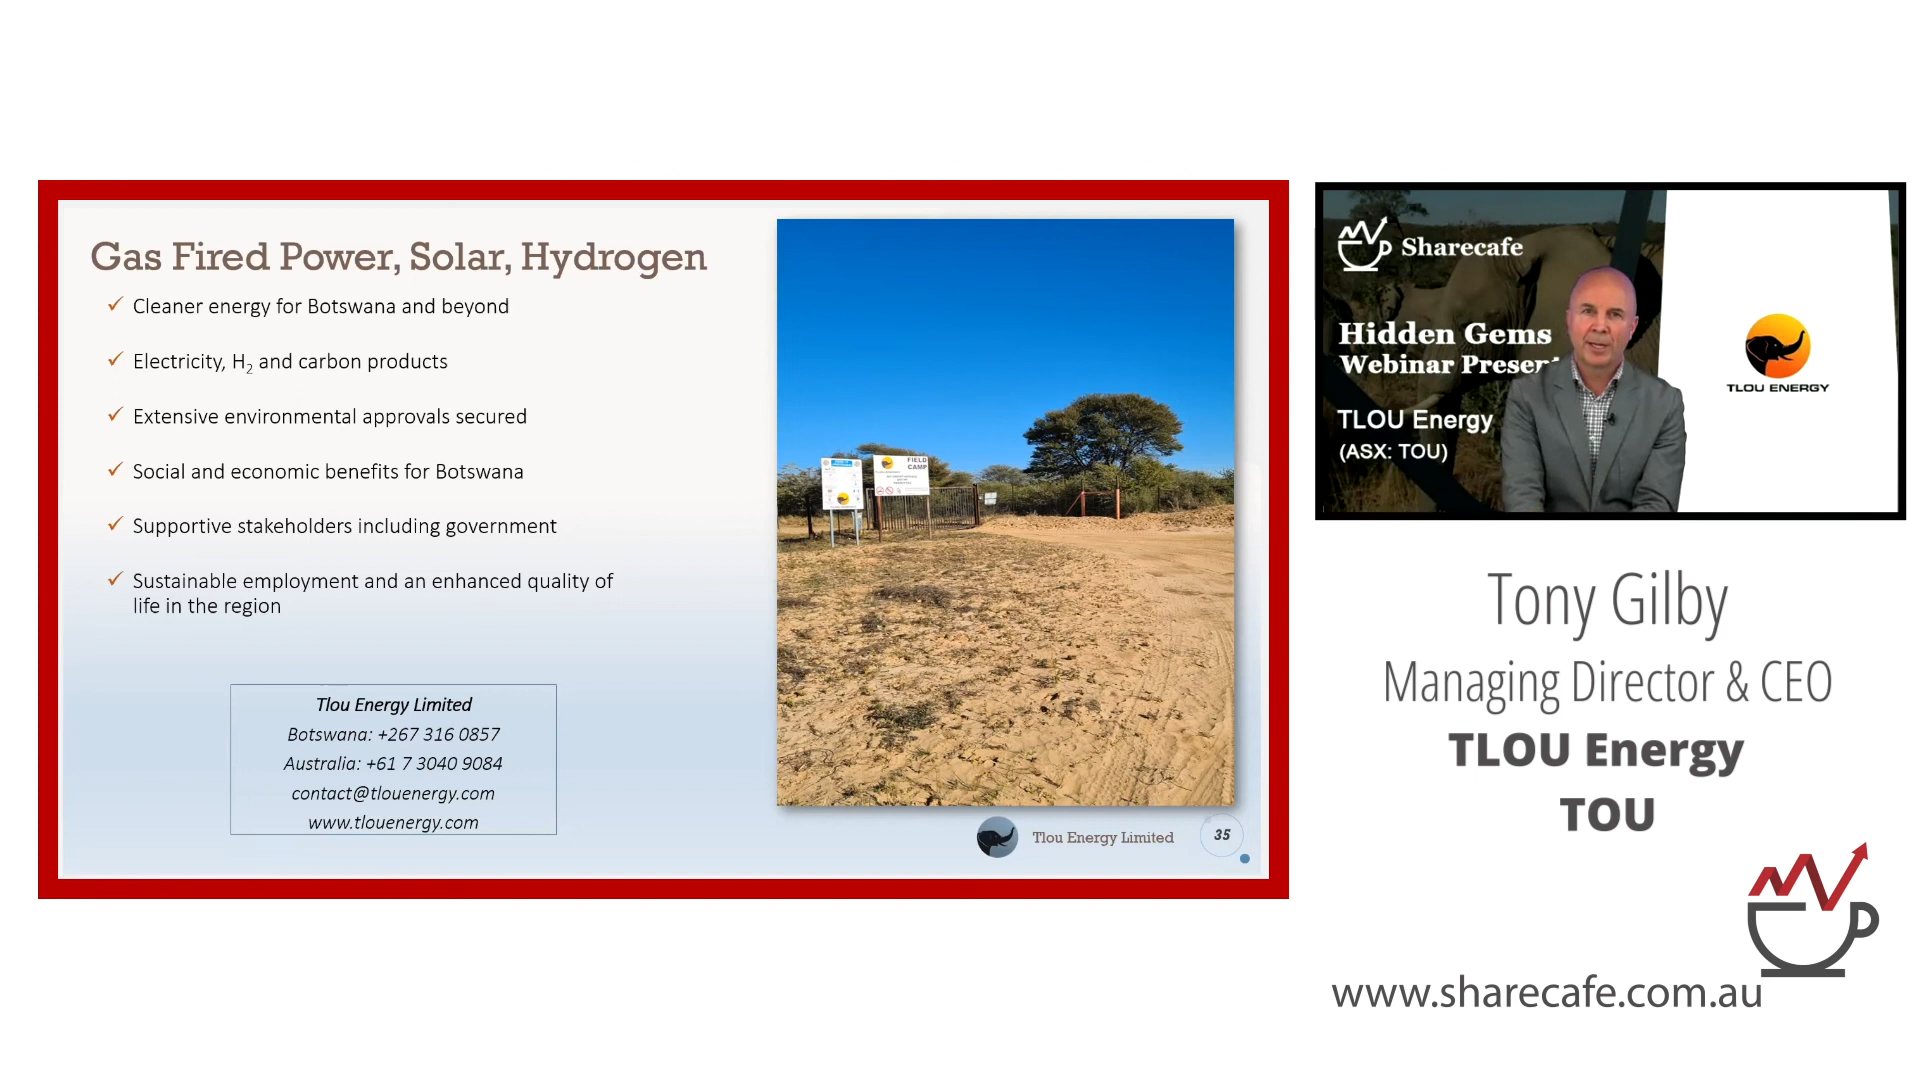 Gas Fired Power, Solar, Hydrogen
✓ Cleaner energy for Botswana and beyond
✓ Electricity, H₂ and carbon products
✓ Extensive environmental approvals secured
✓ Social and economic benefits for Botswana
✓ Supportive stakeholders including government
✓ Sustainable employment and an enhanced quality of
life in the region
Tlou Energy Limited
Botswana: +267 316 0857
Australia: +61 7 3040 9084
contact@tlouenergy.com
www.tlouenergy.com
FIELD
CAMP
Tlou Energy Limited
35
Sharecafe
Hidden Gems
Webinar Presen
TLOU Energy
(ASX: TOU)
TLOU ENERGY
Tony Gilby
Managing Director & CEO
TLOU Energy
TOU
www.sharecafe.com.au